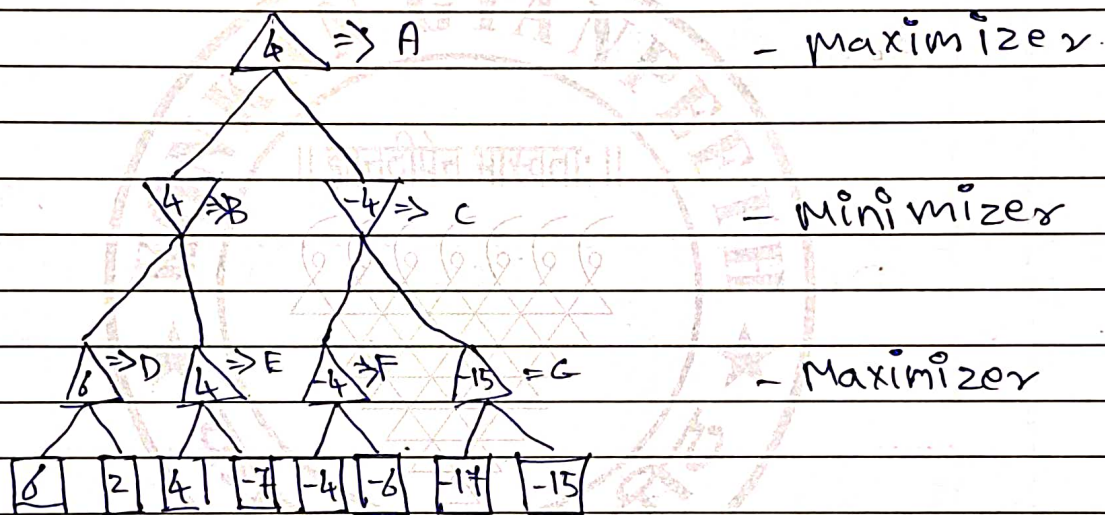 4 => A - Maximizer.
4 => B -4 => C - Minimizer
6 => D 4 => E -4 => F -15 = G - Maximizer
6 2 4 -7 -4 -6 -17 -15